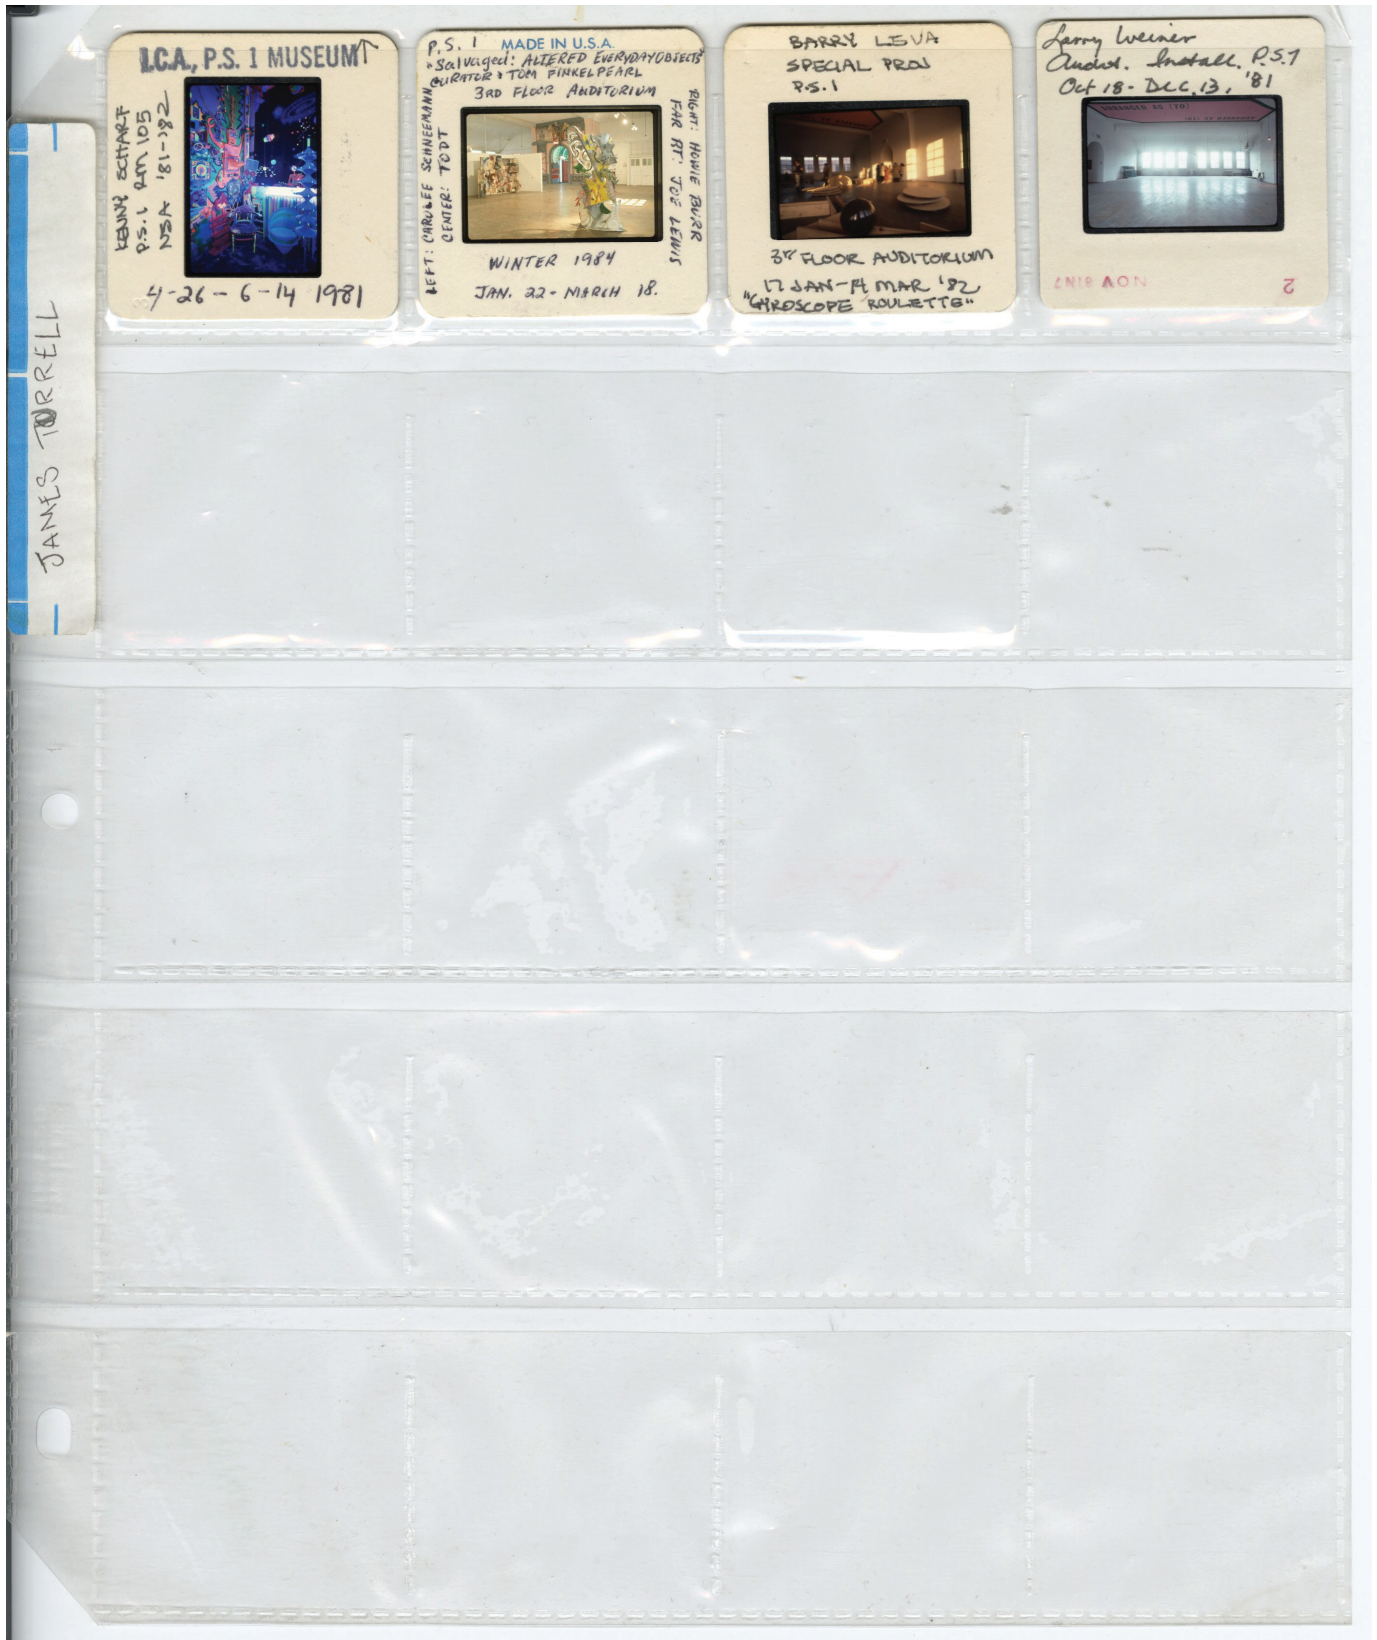 JAMES TURRELL
I.C.A., P.S. 1 MUSEUM
KENNY SCHARF
P.S. 1 RM 105
NSA '81-'82
4-26 - 6-14 1981
P.S. 1 MADE IN U.S.A.
"Salvaged: ALTERED EVERYDAY OBJECTS"
CURATOR: TOM FINKELPEARL
3RD FLOOR AUDITORIUM
LEFT: CAROLEE SCHNEEMANN
CENTER: TODT
RIGHT: HOWIE BURR
FAR RT: JOE LEWIS
WINTER 1984
JAN. 22 - MARCH 18.
BARRY LEVA
SPECIAL PROJ
P.S. 1
3rd FLOOR AUDITORIUM
17 JAN-14 MAR '82
"GYROSCOPE ROULETTE"
Larry Weiner
Audit. Install. P.S.1
Oct 18 - Dec. 13, '81
NOV 81N7
2